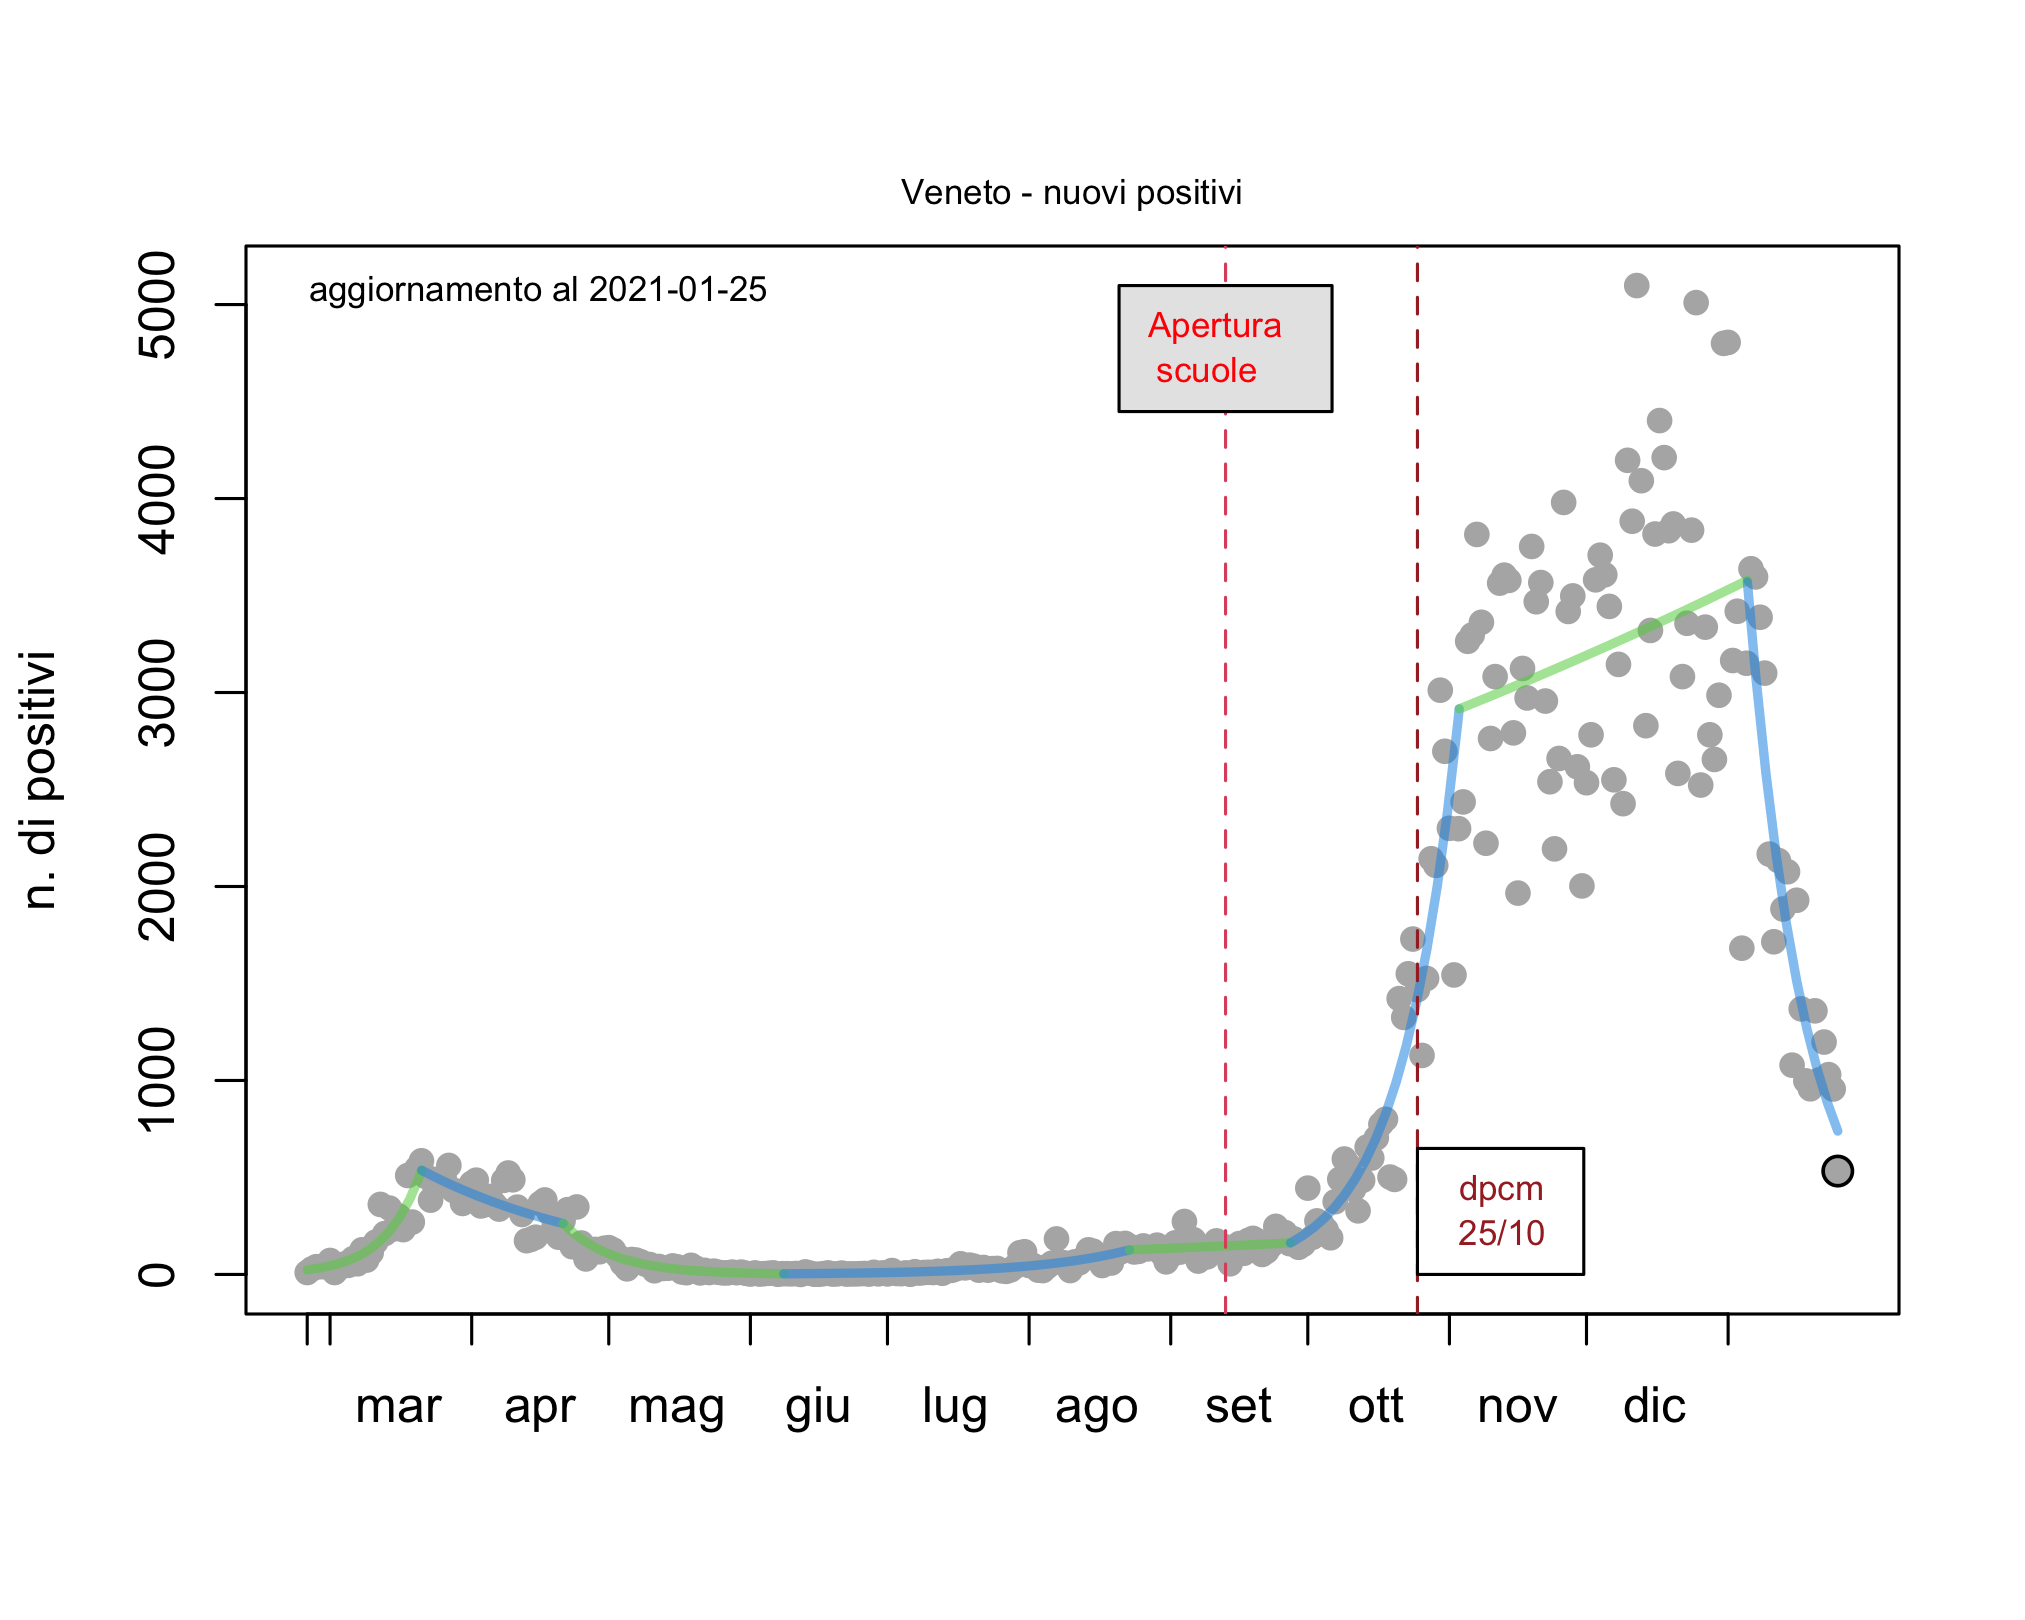 Veneto - nuovi positivi
aggiornamento al 2021-01-25
Apertura
scuole
dpcm
25/10
n. di positivi
5000
4000
3000
2000
1000
0
mar apr mag giu lug ago set ott nov dic